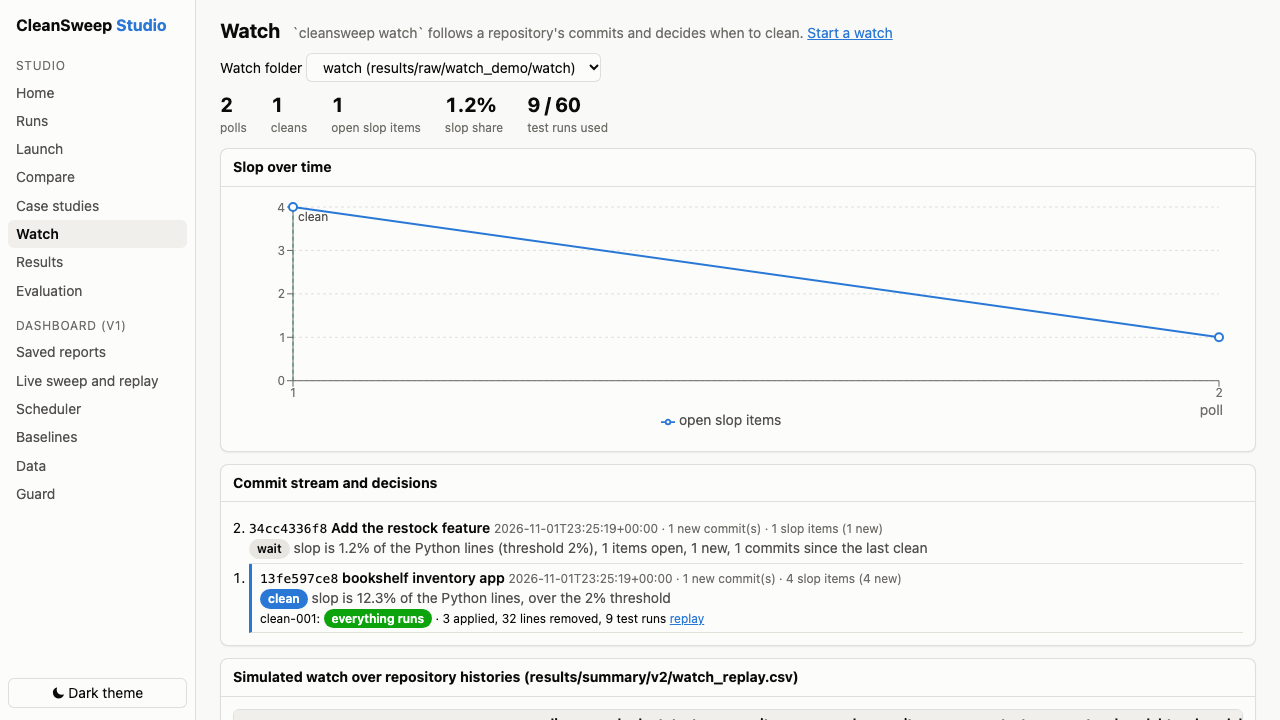 CleanSweep Studio
STUDIO
Home
Runs
Launch
Compare
Case studies
Watch
Results
Evaluation
DASHBOARD (V1)
Saved reports
Live sweep and replay
Scheduler
Baselines
Data
Guard
Dark theme
Watch `cleansweep watch` follows a repository's commits and decides when to clean. Start a watch
Watch folder watch (results/raw/watch_demo/watch)
2 1 1 1.2% 9 / 60
polls cleans open slop items slop share test runs used
Slop over time
4
clean
3
2
1
0
1 2
poll
open slop items
Commit stream and decisions
2. 34cc4336f8 Add the restock feature 2026-11-01T23:25:19+00:00 · 1 new commit(s) · 1 slop items (1 new)
wait slop is 1.2% of the Python lines (threshold 2%), 1 items open, 1 new, 1 commits since the last clean
1. 13fe597ce8 bookshelf inventory app 2026-11-01T23:25:19+00:00 · 1 new commit(s) · 4 slop items (4 new)
clean slop is 12.3% of the Python lines, over the 2% threshold
clean-001: everything runs · 3 applied, 32 lines removed, 9 test runs replay
Simulated watch over repository histories (results/summary/v2/watch_replay.csv)